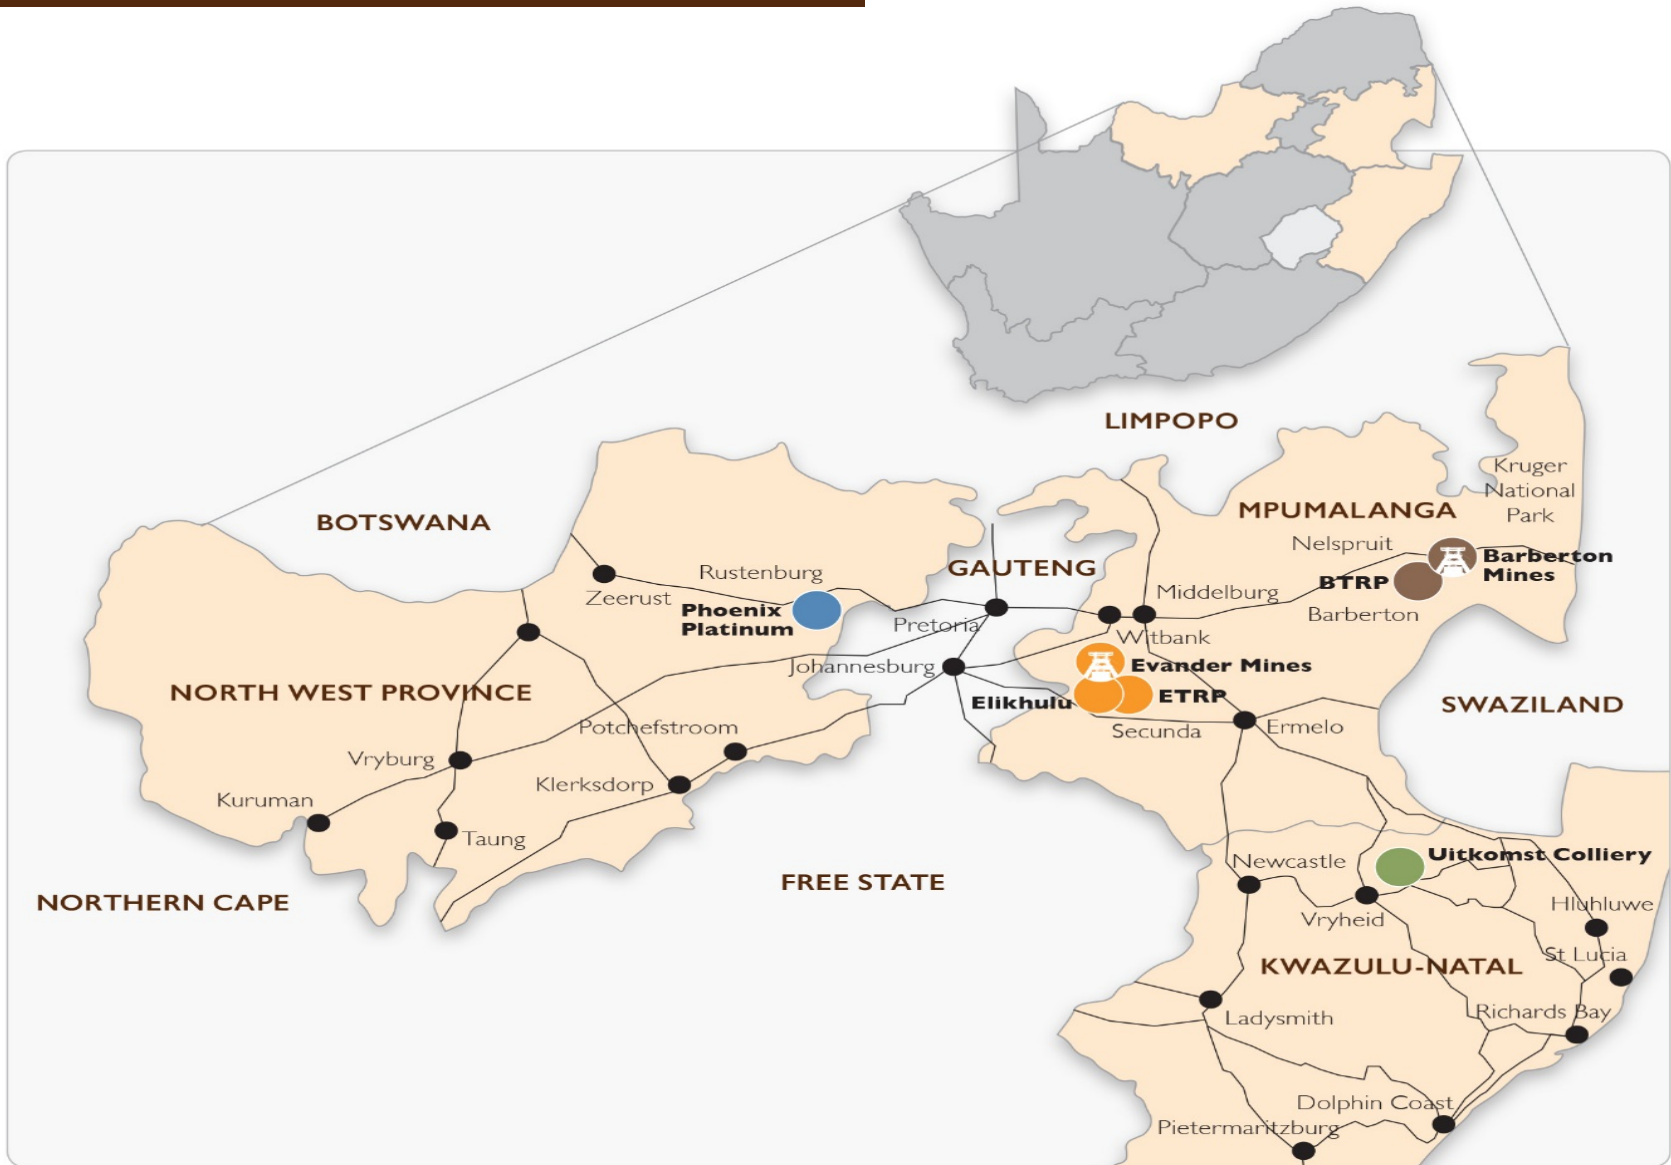 LIMPOPO
Kruger
National
Park
MPUMALANGA
BOTSWANA
Nelspruit
Barberton
Mines
BTRP
Barberton
GAUTENG
Rustenburg
Zeerust
Phoenix
Platinum
Middelburg
Pretoria
Witbank
Johannesburg
Evander Mines
Elikhulu
ETRP
NORTH WEST PROVINCE
SWAZILAND
Potchefstroom
Secunda
Ermelo
Vryburg
Klerksdorp
Kuruman
Taung
Newcastle
Uitkomst Colliery
FREE STATE
NORTHERN CAPE
Vryheid
Hluhluwe
St Lucia
KWAZULU-NATAL
Richards Bay
Ladysmith
Dolphin Coast
Pietermaritzburg